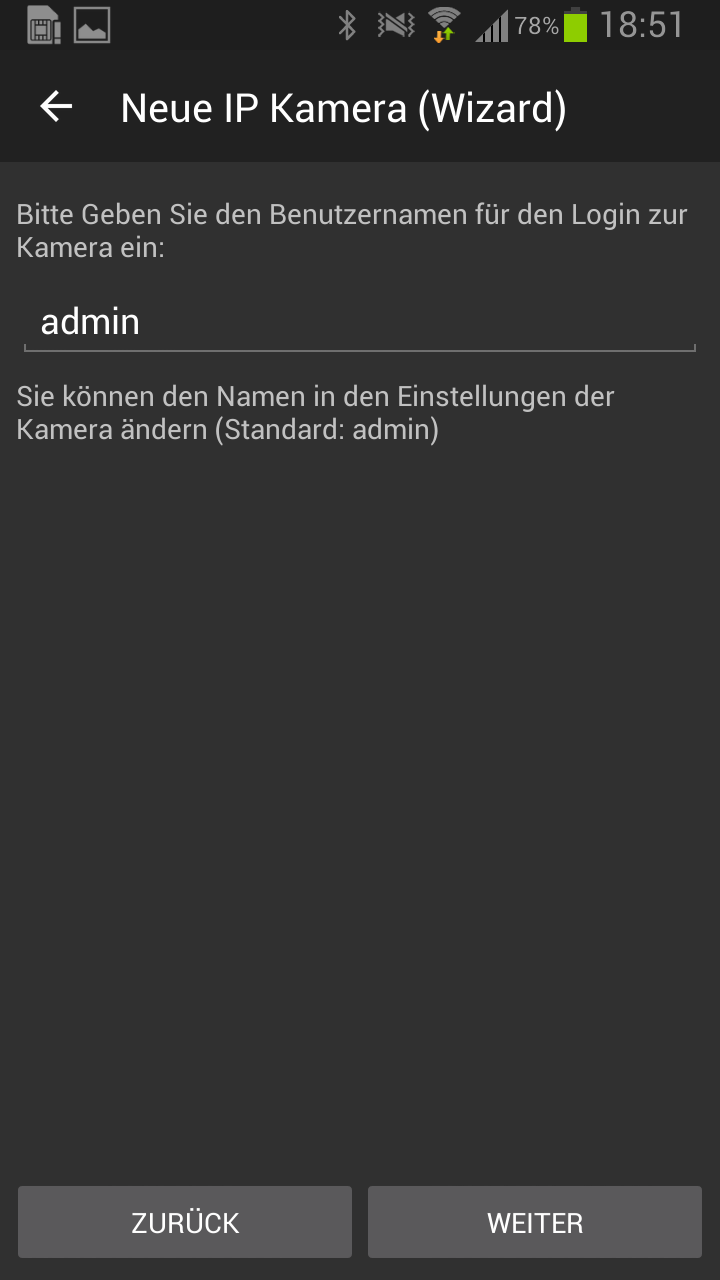 78% 18:51
Neue IP Kamera (Wizard)
Bitte Geben Sie den Benutzernamen für den Login zur
Kamera ein:
admin
Sie können den Namen in den Einstellungen der
Kamera ändern (Standard: admin)
ZURÜCK WEITER